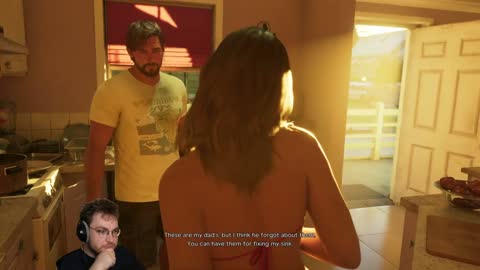 These are my dad's, but I think he forgot about them.
You can have them for fixing my sink.